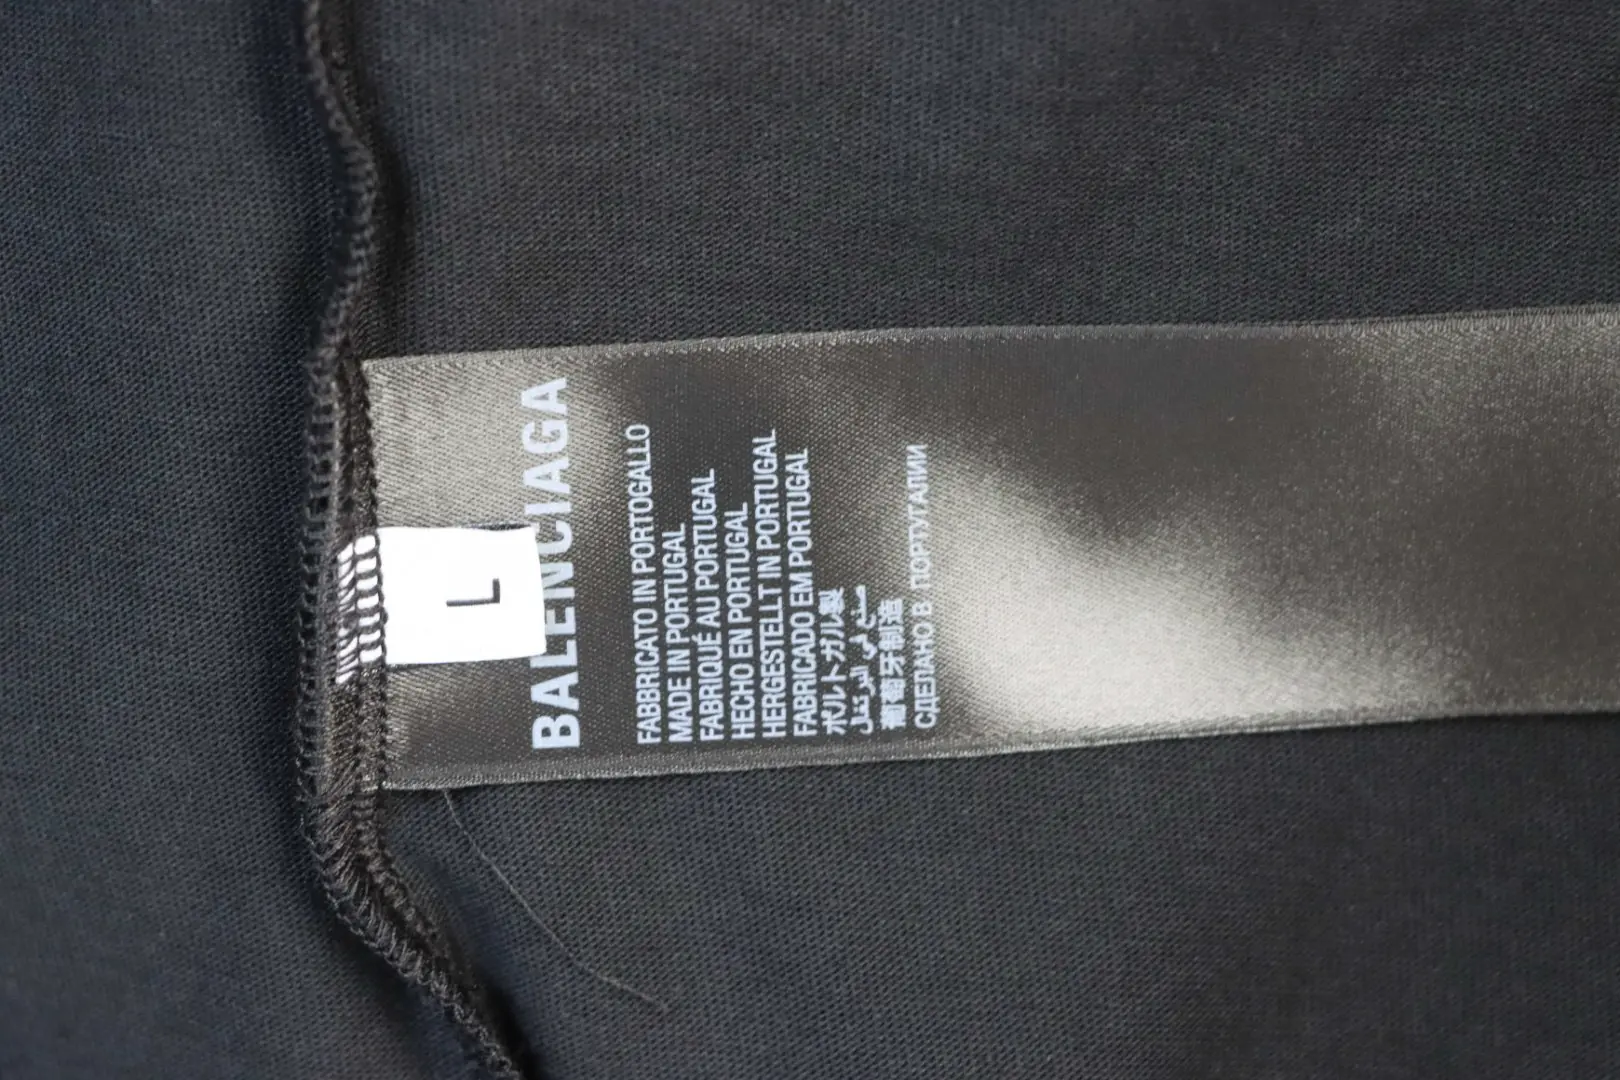 L
BALENCIAGA
FABBRICATO IN PORTOGALLO
MADE IN PORTUGAL
FABRIQUÉ AU PORTUGAL
HECHO EN PORTUGAL
HERGESTELLT IN PORTUGAL
FABRICADO EM PORTUGAL
ポルトガル製
صنع في البرتغال
葡萄牙制造
СДЕЛАНО В ПОРТУГАЛИИ